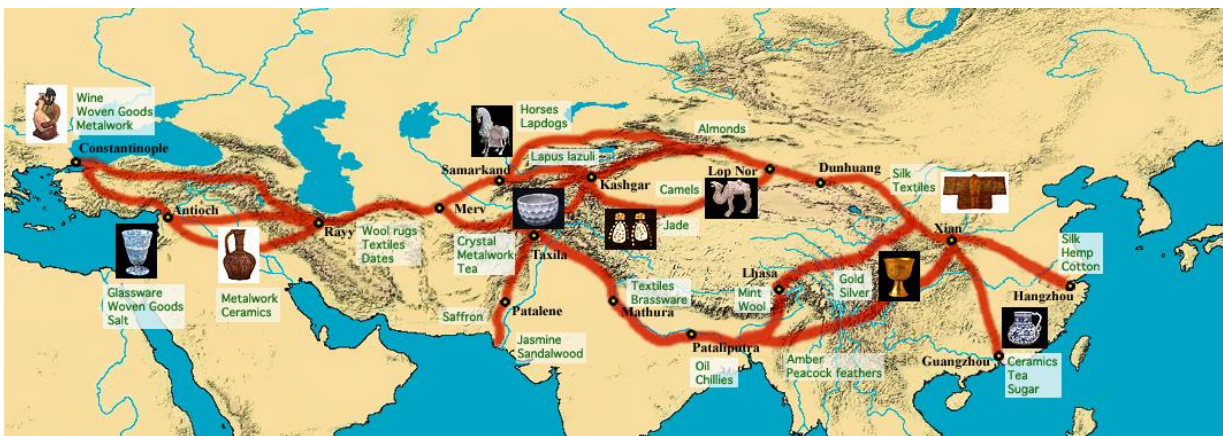 Wine
Woven Goods
Metalwork
Constantinople
Antioch
Glassware
Woven Goods
Salt
Metalwork
Ceramics
Rayy
Wool rugs
Textiles
Dates
Merv
Samarkand
Horses
Lapdogs
Lapus lazuli
Almonds
Kashgar
Crystal
Metalwork
Tea
Taxila
Camels
Lop Nor
Jade
Dunhuang
Silk
Textiles
Xian
Silk
Hemp
Cotton
Hangzhou
Saffron
Patalene
Jasmine
Sandalwood
Textiles
Brassware
Mathura
Lhasa
Mint
Wool
Gold
Silver
Pataliputra
Oil
Chillies
Amber
Peacock feathers
Guangzhou
Ceramics
Tea
Sugar